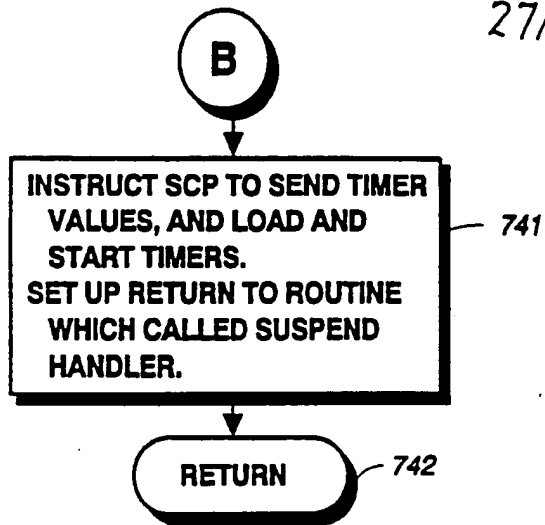 27/
B
INSTRUCT SCP TO SEND TIMER
VALUES, AND LOAD AND
START TIMERS.
741
SET UP RETURN TO ROUTINE
WHICH CALLED SUSPEND
HANDLER.
RETURN
742